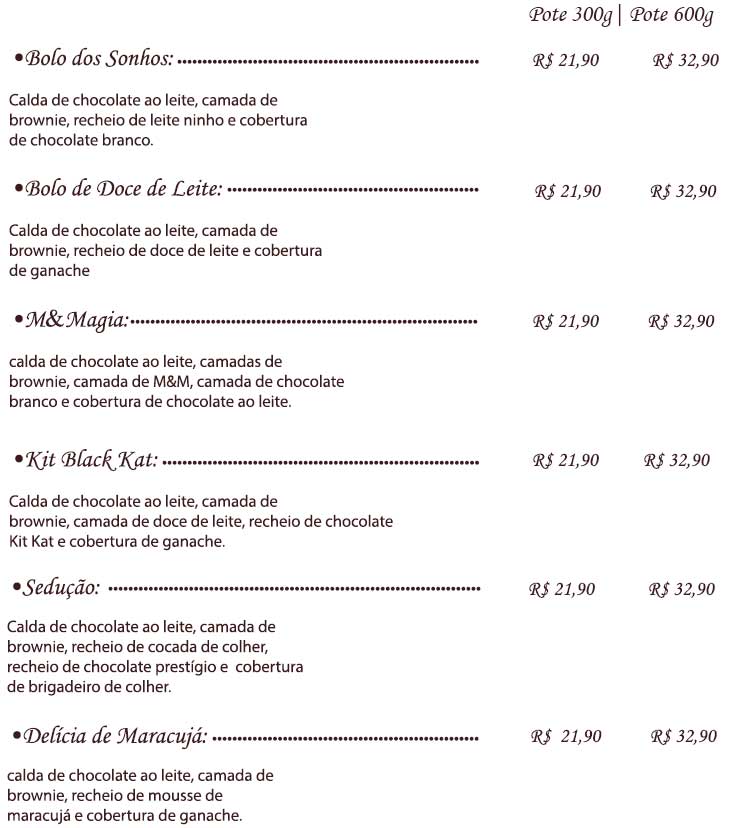 Pote 300g | Pote 600g
•Bolo dos Sonhos: ............................................................ R$ 21,90 R$ 32,90
Calda de chocolate ao leite, camada de
brownie, recheio de leite ninho e cobertura
de chocolate branco.
•Bolo de Doce de Leite: .................................................. R$ 21,90 R$ 32,90
Calda de chocolate ao leite, camada de
brownie, recheio de doce de leite e cobertura
de ganache
•M&Magia:..................................................................... R$ 21,90 R$ 32,90
calda de chocolate ao leite, camadas de
brownie, camada de M&M, camada de chocolate
branco e cobertura de chocolate ao leite.
•Kit Black Kat: ............................................................... R$ 21,90 R$ 32,90
Calda de chocolate ao leite, camada de
brownie, camada de doce de leite, recheio de chocolate
Kit Kat e cobertura de ganache.
•Sedução: .......................................................................... R$ 21,90 R$ 32,90
Calda de chocolate ao leite, camada de
brownie, recheio de cocada de colher,
recheio de chocolate prestígio e cobertura
de brigadeiro de colher.
•Delícia de Maracujá: ..................................................... R$ 21,90 R$ 32,90
calda de chocolate ao leite, camada de
brownie, recheio de mousse de
maracujá e cobertura de ganache.